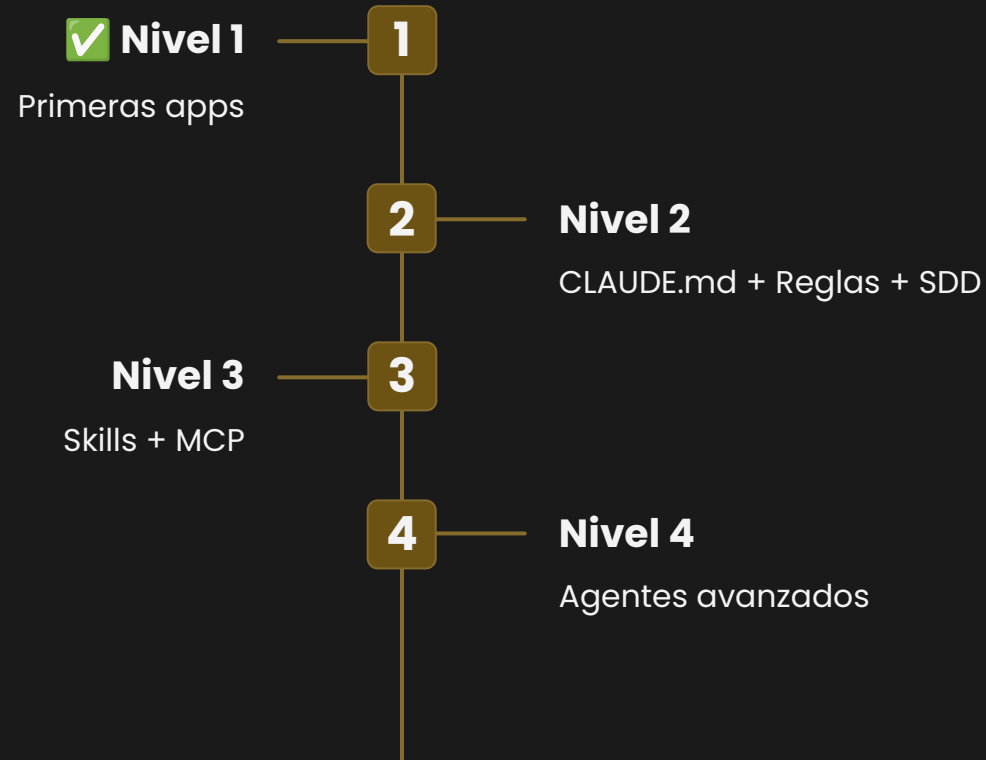 ✅ Nivel 1
1
Primeras apps
2
Nivel 2
CLAUDE.md + Reglas + SDD
Nivel 3
3
Skills + MCP
4
Nivel 4
Agentes avanzados